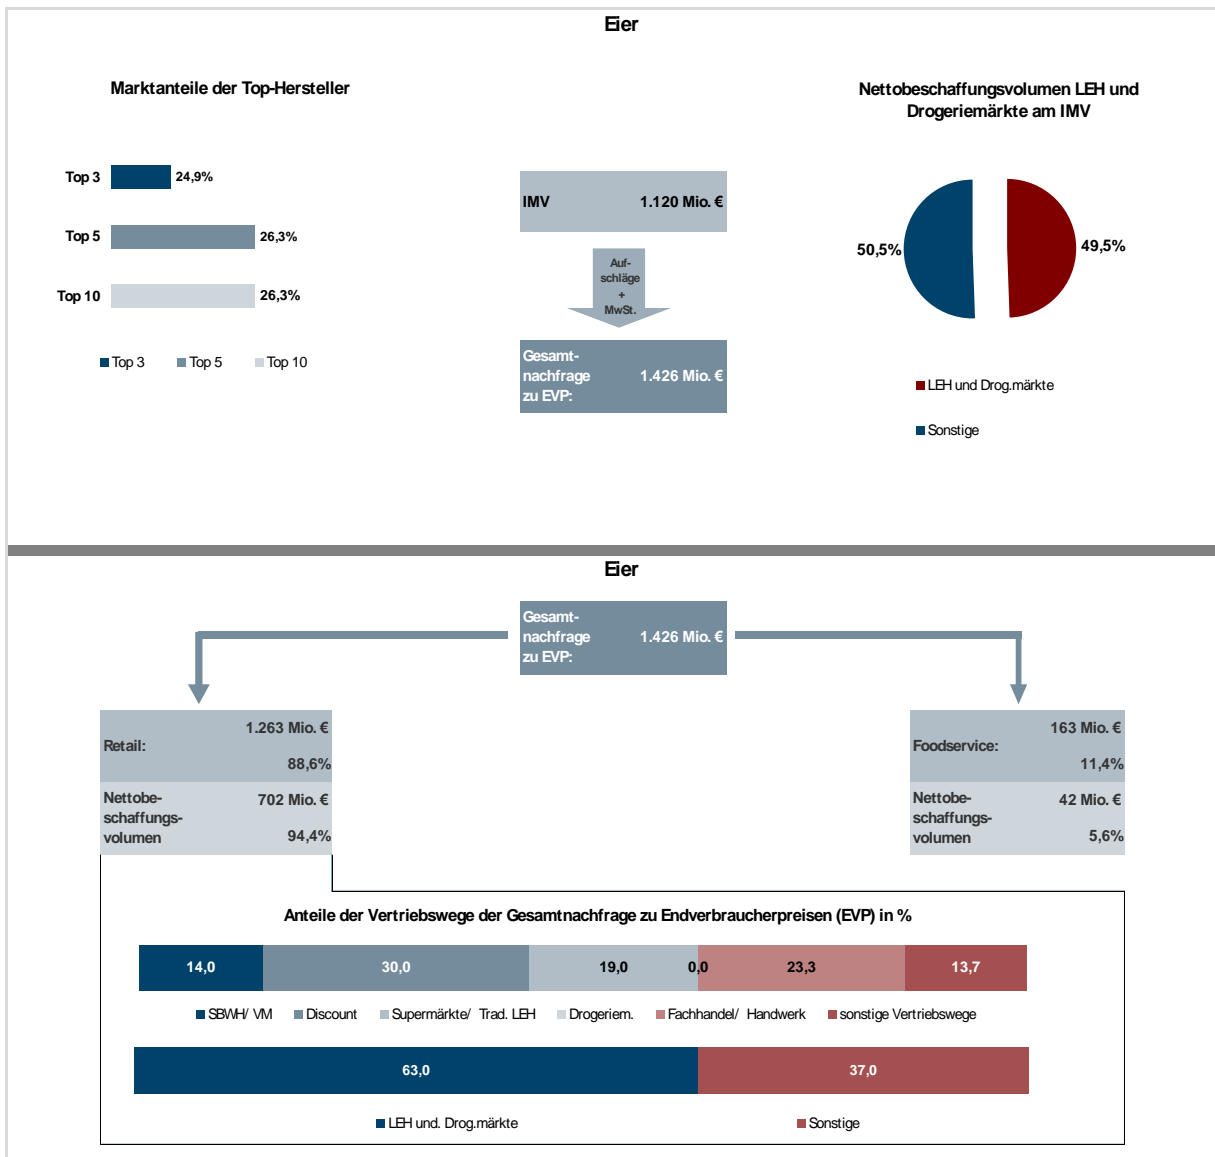 Eier
Marktanteile der Top-Hersteller
Top 3
24,9%
Top 5
26,3%
Top 10
26,3%
Top 3
Top 5
Top 10
IMV
1.120 Mio. €
Auf-
schläge
+
MwSt.
Gesamt-
nachfrage
zu EVP:
1.426 Mio. €
Nettobeschaffungsvolumen LEH und
Drogeriemärkte am IMV
50,5%
49,5%
LEH und Drog.märkte
Sonstige
Eier
Gesamt-
nachfrage
zu EVP:
1.426 Mio. €
Retail:
1.263 Mio. €
88,6%
Nettobe-
schaffungs-
volumen
702 Mio. €
94,4%
Foodservice:
163 Mio. €
11,4%
Nettobe-
schaffungs-
volumen
42 Mio. €
5,6%
Anteile der Vertriebswege der Gesamtnachfrage zu Endverbraucherpreisen (EVP) in %
14,0
30,0
19,0
0,0
23,3
13,7
SBWH/ VM
Discount
Supermärkte/ Trad. LEH
Drogeriem.
Fachhandel/ Handwerk
sonstige Vertriebswege
63,0
37,0
LEH und. Drog.märkte
Sonstige